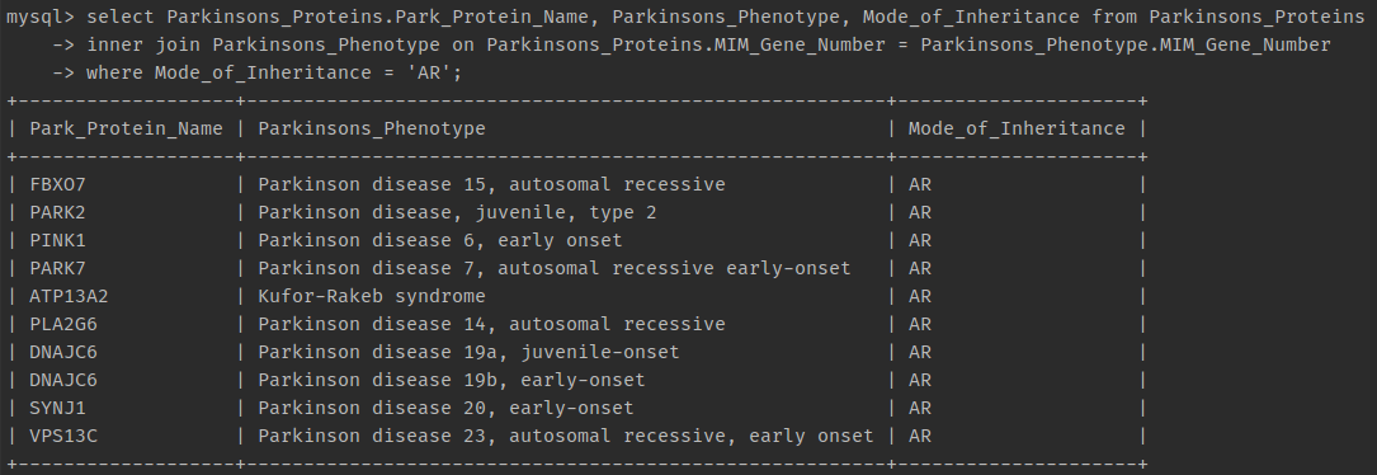 mysql> select Parkinsons_Proteins.Park_Protein_Name, Parkinsons_Phenotype, Mode_of_Inheritance from Parkinsons_Proteins
    -> inner join Parkinsons_Phenotype on Parkinsons_Proteins.MIM_Gene_Number = Parkinsons_Phenotype.MIM_Gene_Number
    -> where Mode_of_Inheritance = 'AR';
+-------------------+--------------------------------------------------------+---------------------+
| Park_Protein_Name | Parkinsons_Phenotype                                   | Mode_of_Inheritance |
+-------------------+--------------------------------------------------------+---------------------+
| FBXO7             | Parkinson disease 15, autosomal recessive              | AR                  |
| PARK2             | Parkinson disease, juvenile, type 2                    | AR                  |
| PINK1             | Parkinson disease 6, early onset                       | AR                  |
| PARK7             | Parkinson disease 7, autosomal recessive early-onset   | AR                  |
| ATP13A2           | Kufor-Rakeb syndrome                                   | AR                  |
| PLA2G6            | Parkinson disease 14, autosomal recessive              | AR                  |
| DNAJC6            | Parkinson disease 19a, juvenile-onset                  | AR                  |
| DNAJC6            | Parkinson disease 19b, early-onset                     | AR                  |
| SYNJ1             | Parkinson disease 20, early-onset                      | AR                  |
| VPS13C            | Parkinson disease 23, autosomal recessive, early onset | AR                  |
+-------------------+--------------------------------------------------------+---------------------+